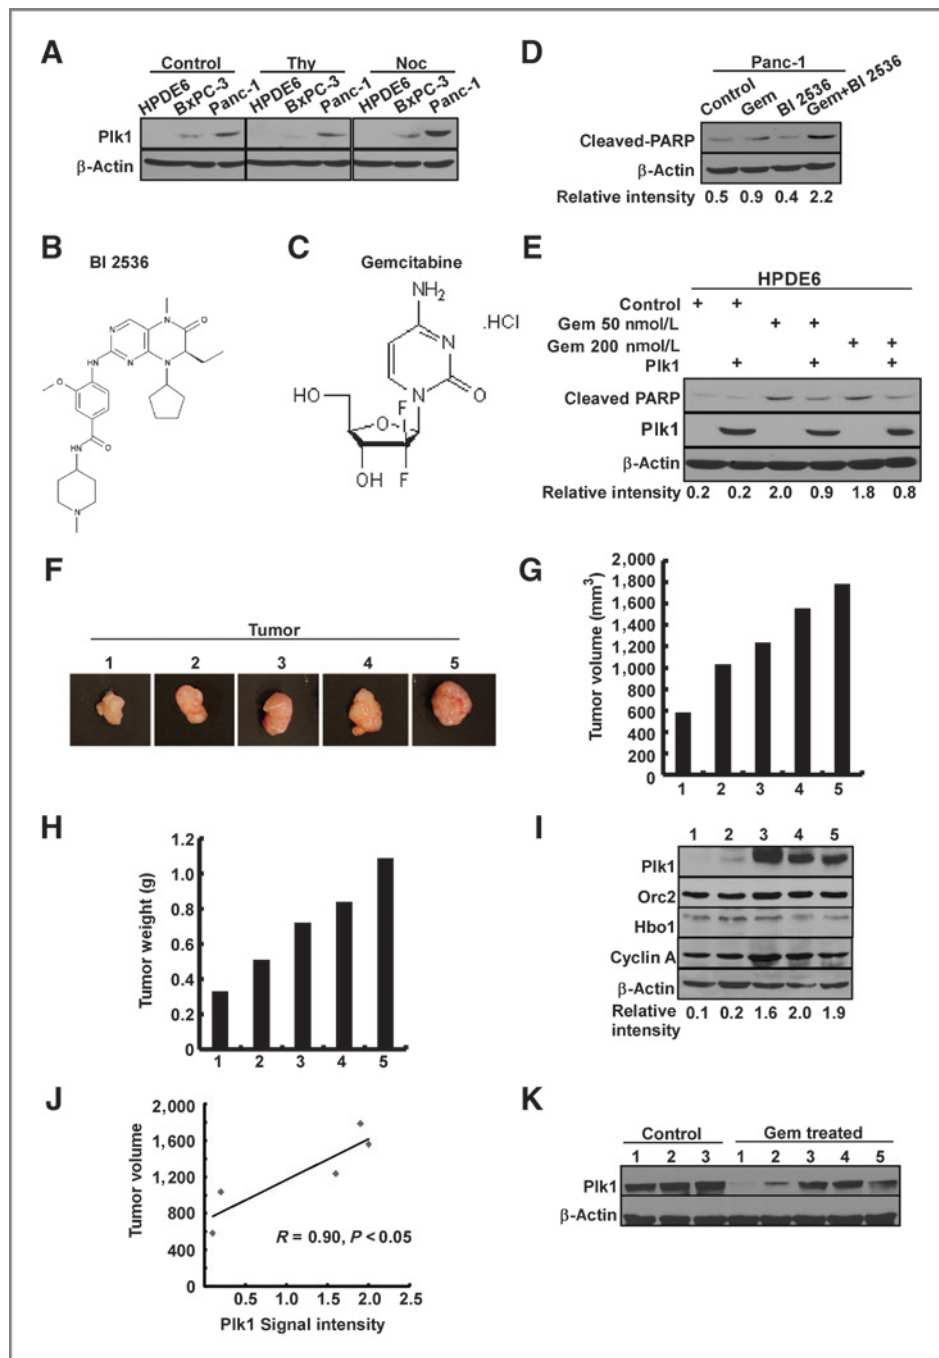 A
Control Thy Noc
HPDE6 BxPC-3 Panc-1 HPDE6 BxPC-3 Panc-1 HPDE6 BxPC-3 Panc-1
Plk1
β-Actin
D
Panc-1
Control Gem BI 2536 Gem+BI 2536
Cleaved-PARP
β-Actin
Relative intensity 0.5 0.9 0.4 2.2
B
BI 2536
N
N
O
N
N
N
HN
O
O
NH
N
C
Gemcitabine
NH2
.HCl
N
N
O
HO
O
F
F
OH
E
HPDE6
Control + +
Gem 50 nmol/L + +
Gem 200 nmol/L + +
Plk1 + + +
Cleaved PARP
Plk1
β-Actin
Relative intensity 0.2 0.2 2.0 0.9 1.8 0.8
F
Tumor
1 2 3 4 5
G
Tumor volume (mm3)
2,000
1,800
1,600
1,400
1,200
1,000
800
600
400
200
0
1 2 3 4 5
H
Tumor weight (g)
1.2
1.0
0.8
0.6
0.4
0.2
0
1 2 3 4 5
I
1 2 3 4 5
Plk1
Orc2
Hbo1
Cyclin A
β-Actin
Relative intensity 0.1 0.2 1.6 2.0 1.9
J
Tumor volume
2,000
1,600
1,200
800
400
0
R = 0.90, P < 0.05
0.5 1.0 1.5 2.0 2.5
Plk1 Signal intensity
K
Control Gem treated
1 2 3 1 2 3 4 5
Plk1
β-Actin